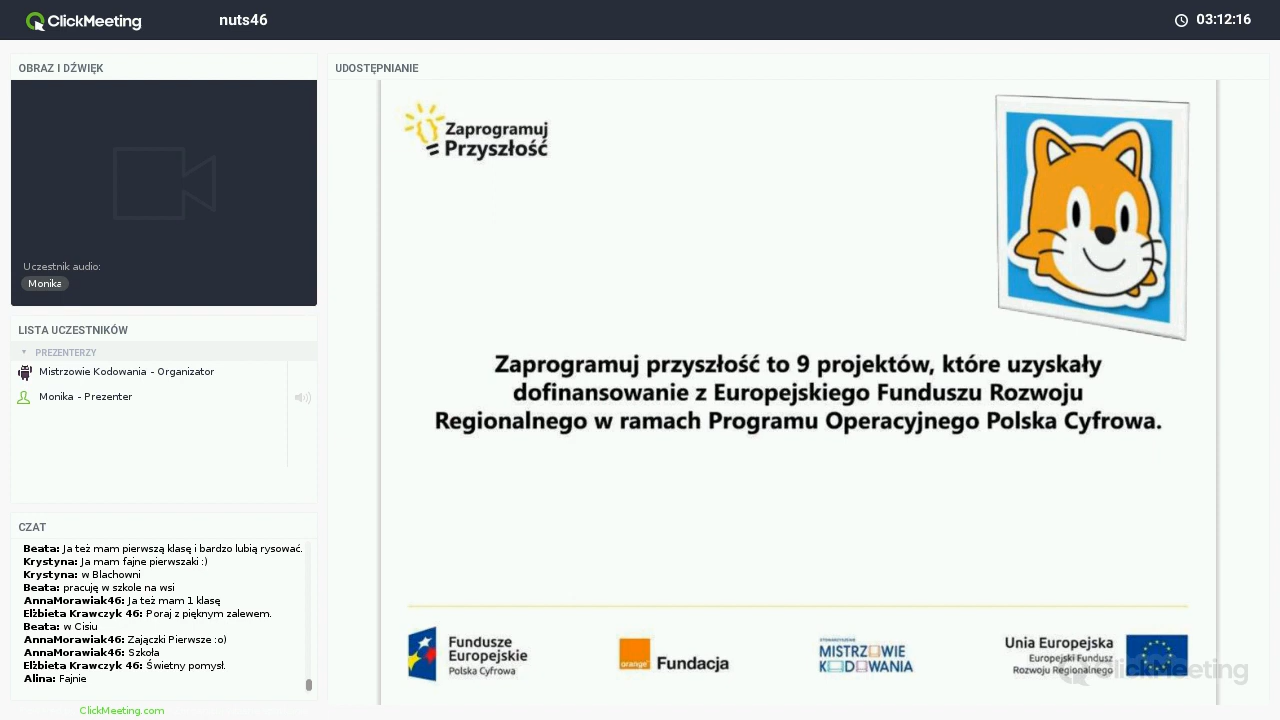 ClickMeeting
nuts46
03:12:16
OBRAZ I DŹWIĘK
UDOSTĘPNIANIE
Uczestnik audio:
Monika
LISTA UCZESTNIKÓW
PREZENTERZY
Mistrzowie Kodowania - Organizator
Monika - Prezenter
CZAT
Beata: Ja też mam pierwszą klasę i bardzo lubią rysować.
Krystyna: Ja mam fajne pierwszaki :)
Krystyna: w Blachowni
Beata: pracuję w szkole na wsi
AnnaMorawiak46: Ja też mam 1 klasę
Elżbieta Krawczyk 46: Poraj z pięknym zalewem.
Beata: w Cisiu
AnnaMorawiak46: Zajączki Pierwsze :o)
AnnaMorawiak46: Szkoła
Elżbieta Krawczyk 46: Świetny pomysł.
Alina: Fajnie
ClickMeeting.com
Zaprogramuj
Przyszłość
Zaprogramuj przyszłość to 9 projektów, które uzyskały
dofinansowanie z Europejskiego Funduszu Rozwoju
Regionalnego w ramach Programu Operacyjnego Polska Cyfrowa.
Fundusze
Europejskie
Polska Cyfrowa
orange
Fundacja
STOWARZYSZENIE
MISTRZOWIE
KODOWANIA
Unia Europejska
Europejski Fundusz
Rozwoju Regionalnego
ClickMeeting